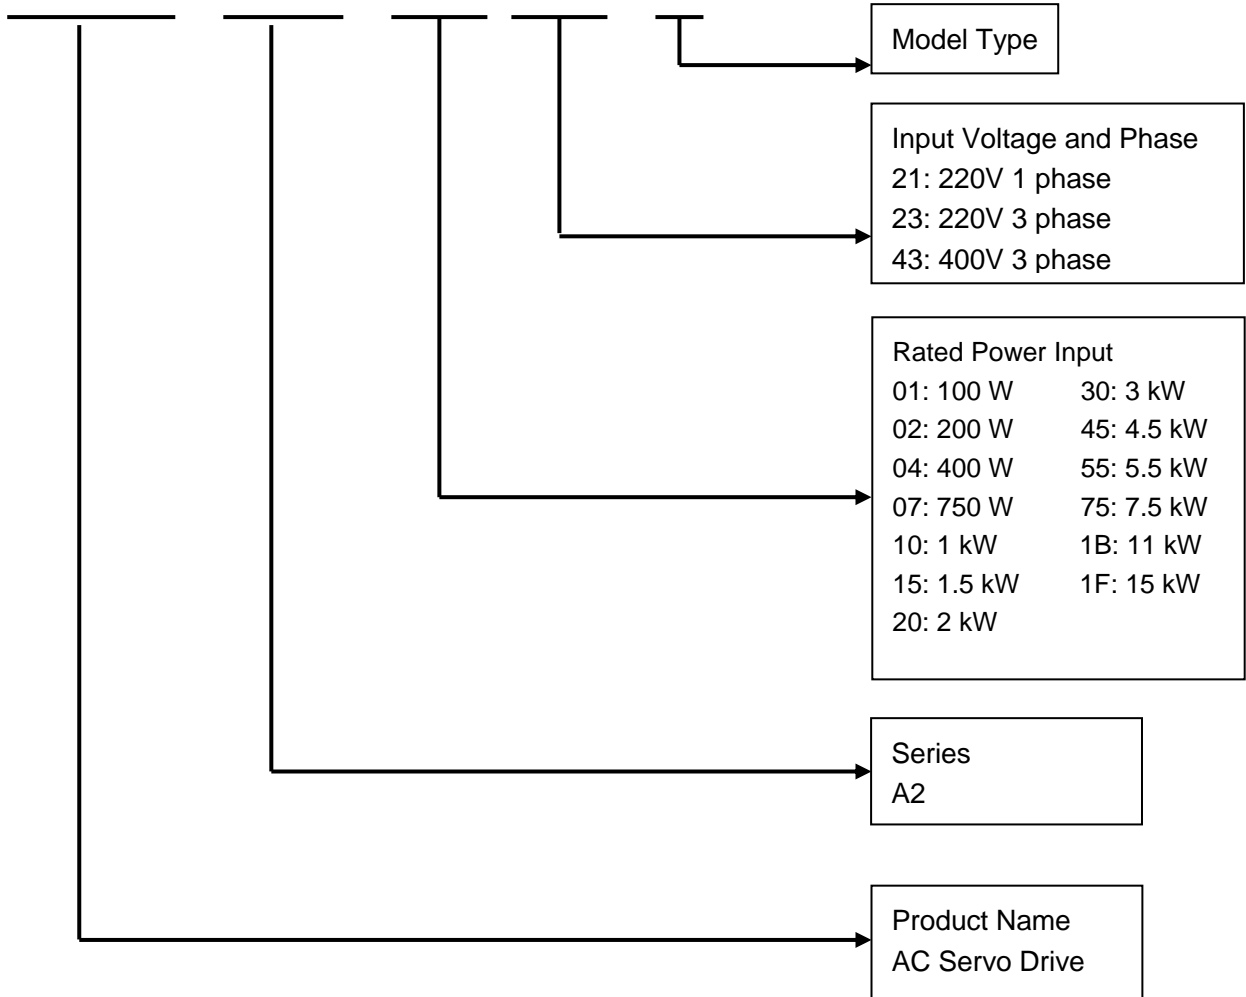 Model Type
Input Voltage and Phase
21: 220V 1 phase
23: 220V 3 phase
43: 400V 3 phase
Rated Power Input
01: 100 W 30: 3 kW
02: 200 W 45: 4.5 kW
04: 400 W 55: 5.5 kW
07: 750 W 75: 7.5 kW
10: 1 kW 1B: 11 kW
15: 1.5 kW 1F: 15 kW
20: 2 kW
Series
A2
Product Name
AC Servo Drive